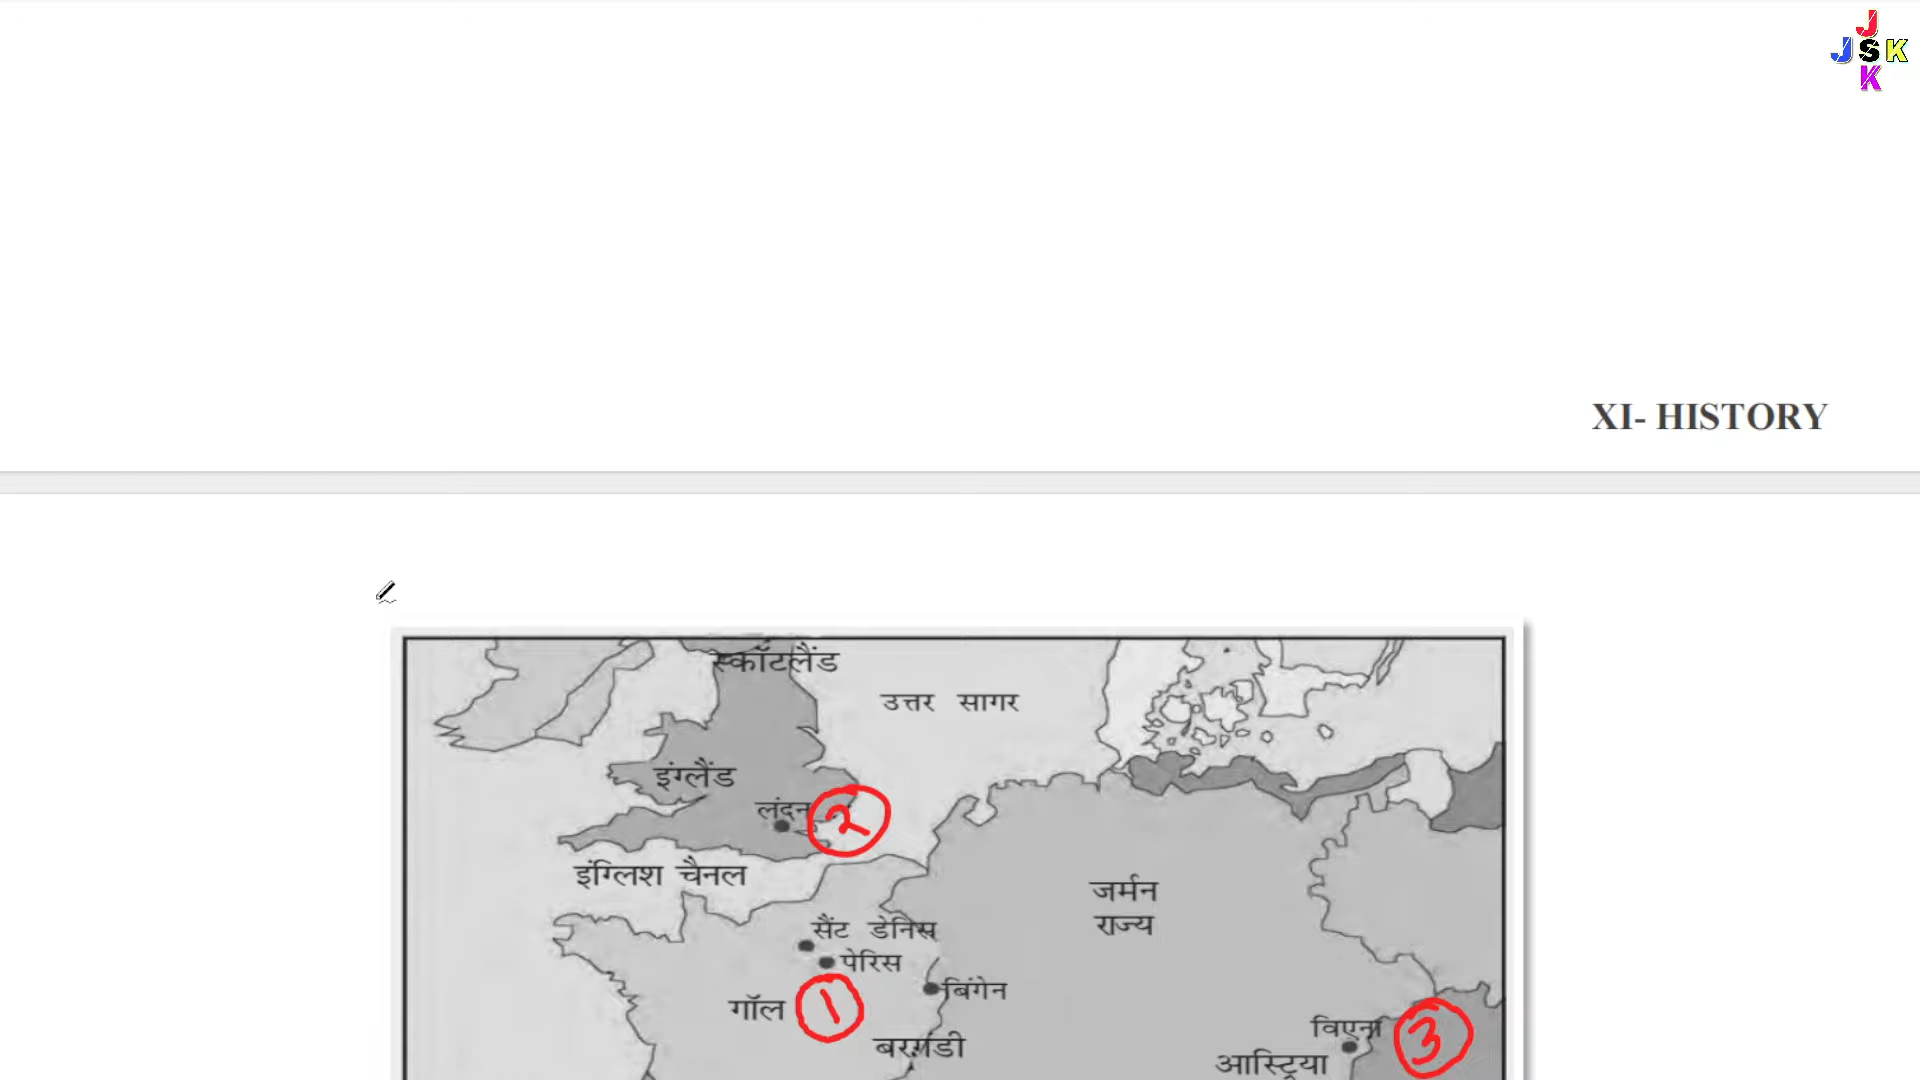 J
J S K
K
XI- HISTORY
स्कॉटलैंड
उत्तर सागर
इंग्लैंड
लंदन
2
इंग्लिश चैनल
जर्मन
राज्य
सैंट डेनिस
पेरिस
बिंगेन
गॉल
1
विएना
3
बरगंडी
आस्ट्रिया